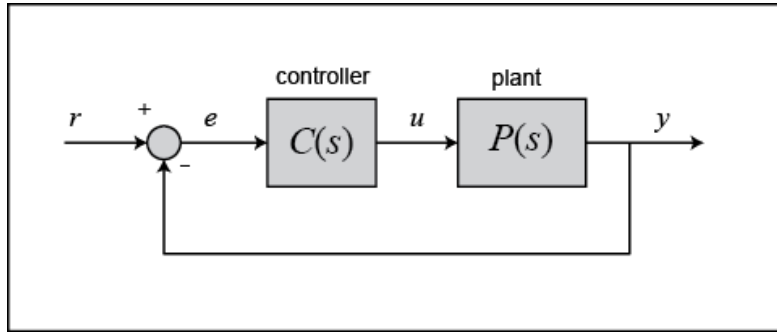 controller plant
r + e C(s) u P(s) y
−